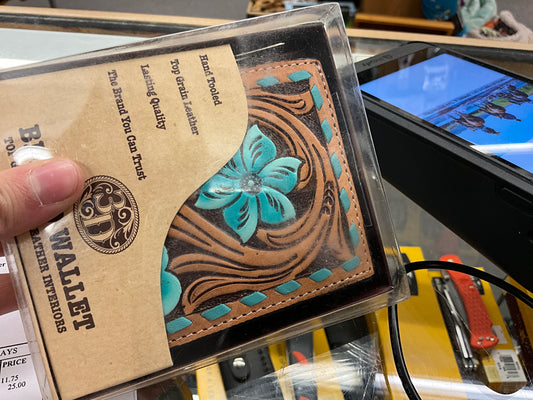 Hand Tooled
Top Grain Leather
Lasting Quality
The Brand You Can Trust
3D
WALLET
LEATHER INTERIORS
AYS
PRICE
11.75
25.00